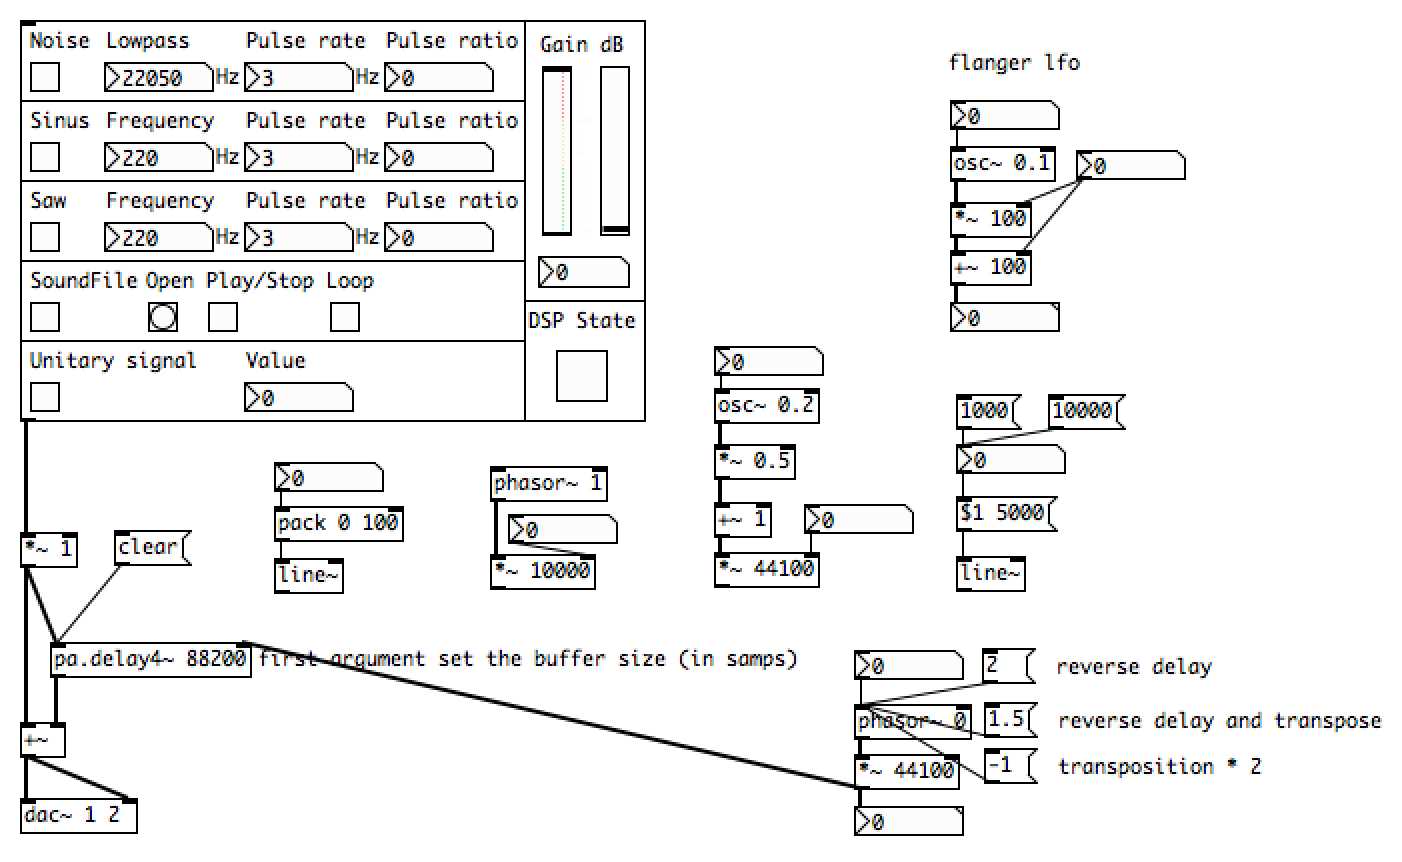 Noise Lowpass Pulse rate Pulse ratio
22050 Hz 3 Hz 0
Sinus Frequency Pulse rate Pulse ratio
220 Hz 3 Hz 0
Saw Frequency Pulse rate Pulse ratio
220 Hz 3 Hz 0
SoundFile Open Play/Stop Loop
Unitary signal Value
0
Gain dB
0
DSP State
flanger lfo
0
osc~ 0.1
0
*~ 100
+~ 100
0
0
osc~ 0.2
*~ 0.5
+~ 1
0
*~ 44100
1000
10000
0
$1 5000
line~
0
pack 0 100
line~
phasor~ 1
0
*~ 10000
*~ 1
clear
pa.delay4~ 88200
first argument set the buffer size (in samps)
+~
dac~ 1 2
0
2
reverse delay
phasor~ 0
1.5
reverse delay and transpose
*~ 44100
-1
transposition * 2
0